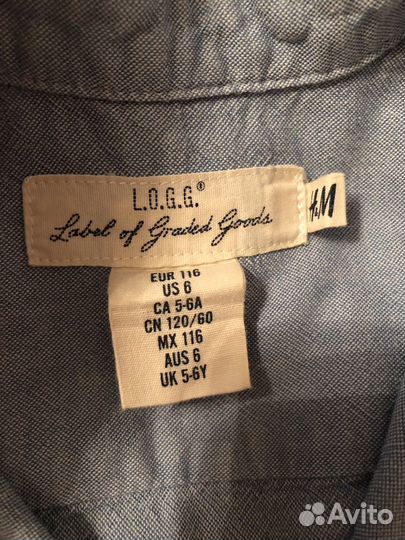 L.O.G.G.®
Label of Graded Goods
H&M
EUR 116
US 6
CA 5-6A
CN 120/60
MX 116
AUS 6
UK 5-6Y
Avito